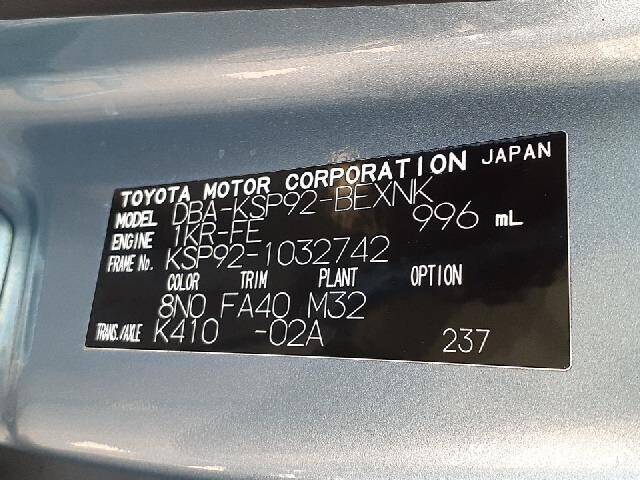 TOYOTA MOTOR CORPORATION JAPAN
MODEL DBA-KSP92-BEXNK
ENGINE 1KR-FE 996 mL
FRAME No. KSP92-1032742
COLOR TRIM PLANT OPTION
8N0 FA40 M32
TRANS./AXLE K410 -02A 237